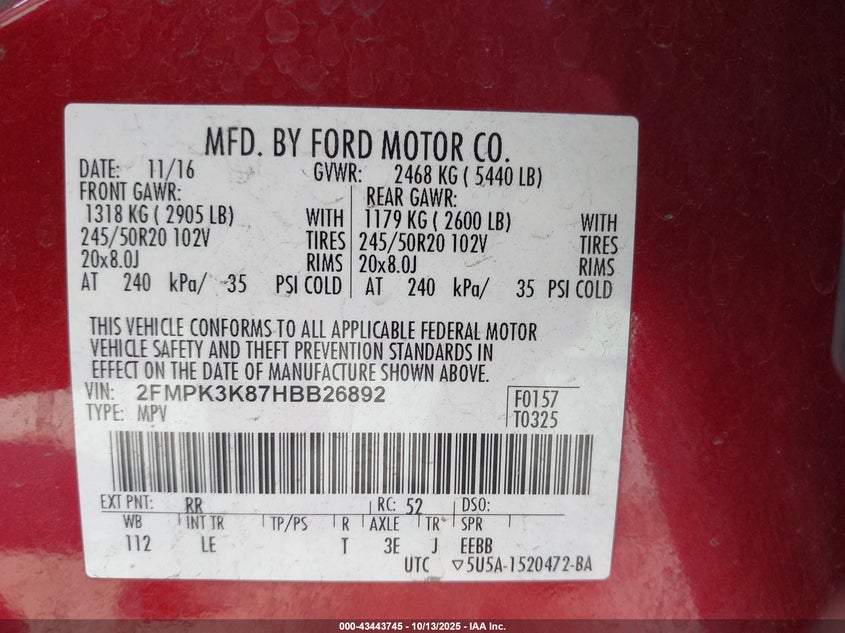 MFD. BY FORD MOTOR CO.
DATE: 11/16 GVWR: 2468 KG ( 5440 LB)
FRONT GAWR: REAR GAWR:
1318 KG ( 2905 LB) WITH 1179 KG ( 2600 LB) WITH
245/50R20 102V TIRES 245/50R20 102V TIRES
20x8.0J RIMS 20x8.0J RIMS
AT 240 kPa/ 35 PSI COLD AT 240 kPa/ 35 PSI COLD
THIS VEHICLE CONFORMS TO ALL APPLICABLE FEDERAL MOTOR
VEHICLE SAFETY AND THEFT PREVENTION STANDARDS IN
EFFECT ON THE DATE OF MANUFACTURE SHOWN ABOVE.
VIN: 2FMPK3K87HBB26892 F0157
TYPE: MPV T0325
EXT PNT: RR RC: 52 DSO:
WB INT TR TP/PS R AXLE TR SPR
112 LE T 3E J EEBB
UTC ▽5U5A-1520472-BA
000-43443745 - 10/13/2025 - IAA Inc.